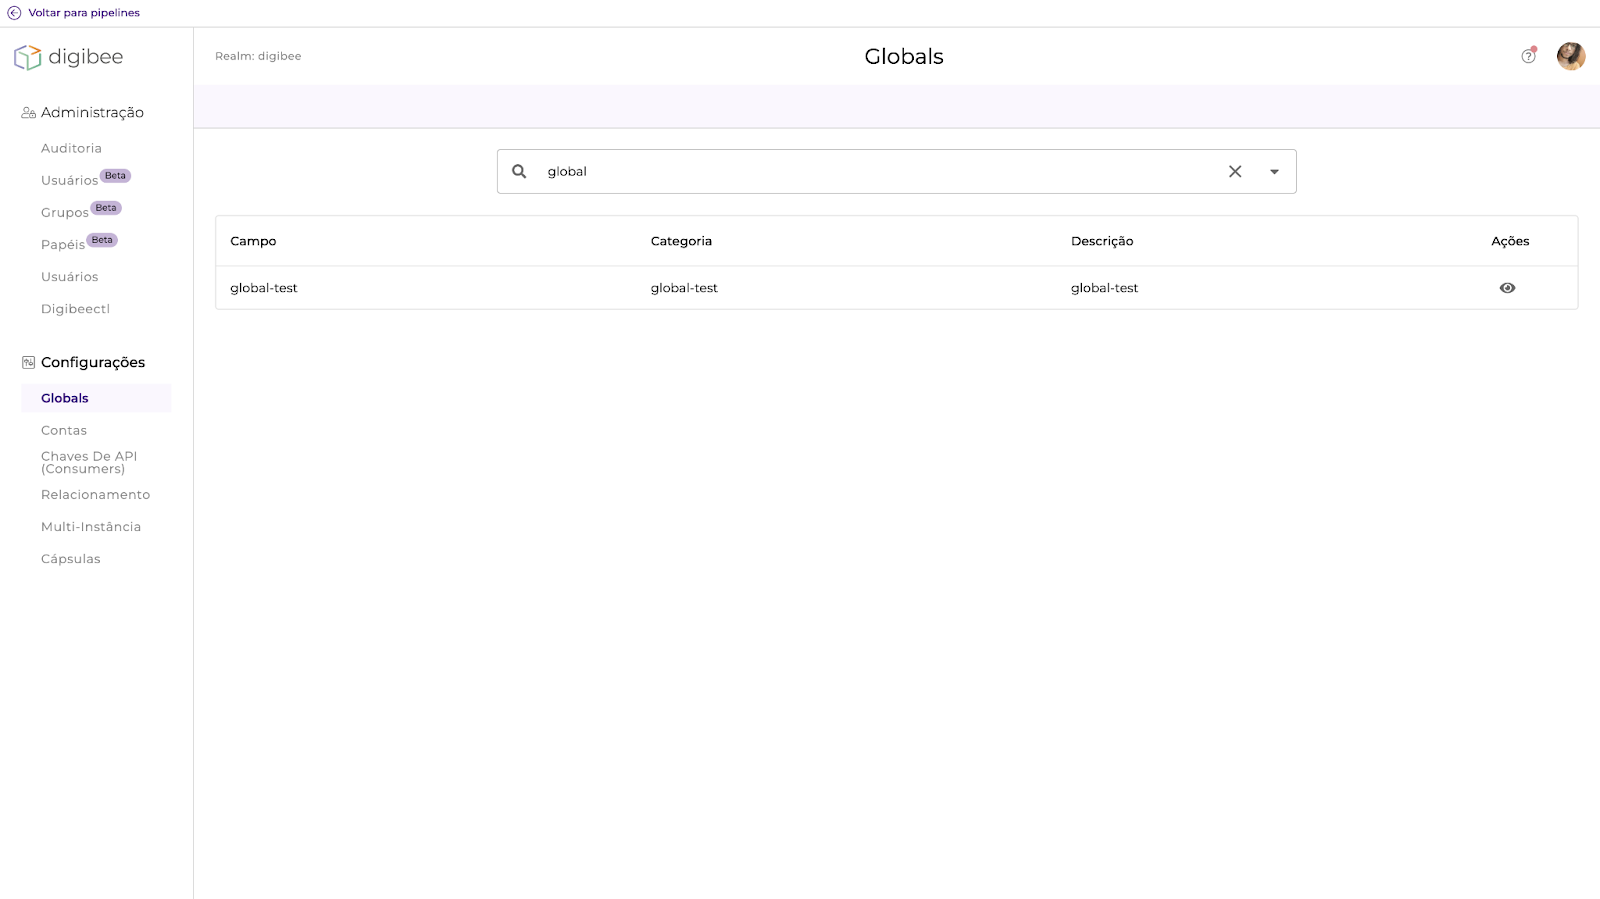 Voltar para pipelines
digibee
Realm: digibee
Globals
Administração
Auditoria
Usuários Beta
Grupos Beta
Papéis Beta
Usuários
Digibeectl
Configurações
Globals
Contas
Chaves De API
(Consumers)
Relacionamento
Multi-Instância
Cápsulas
global
Campo Categoria Descrição Ações
global-test global-test global-test